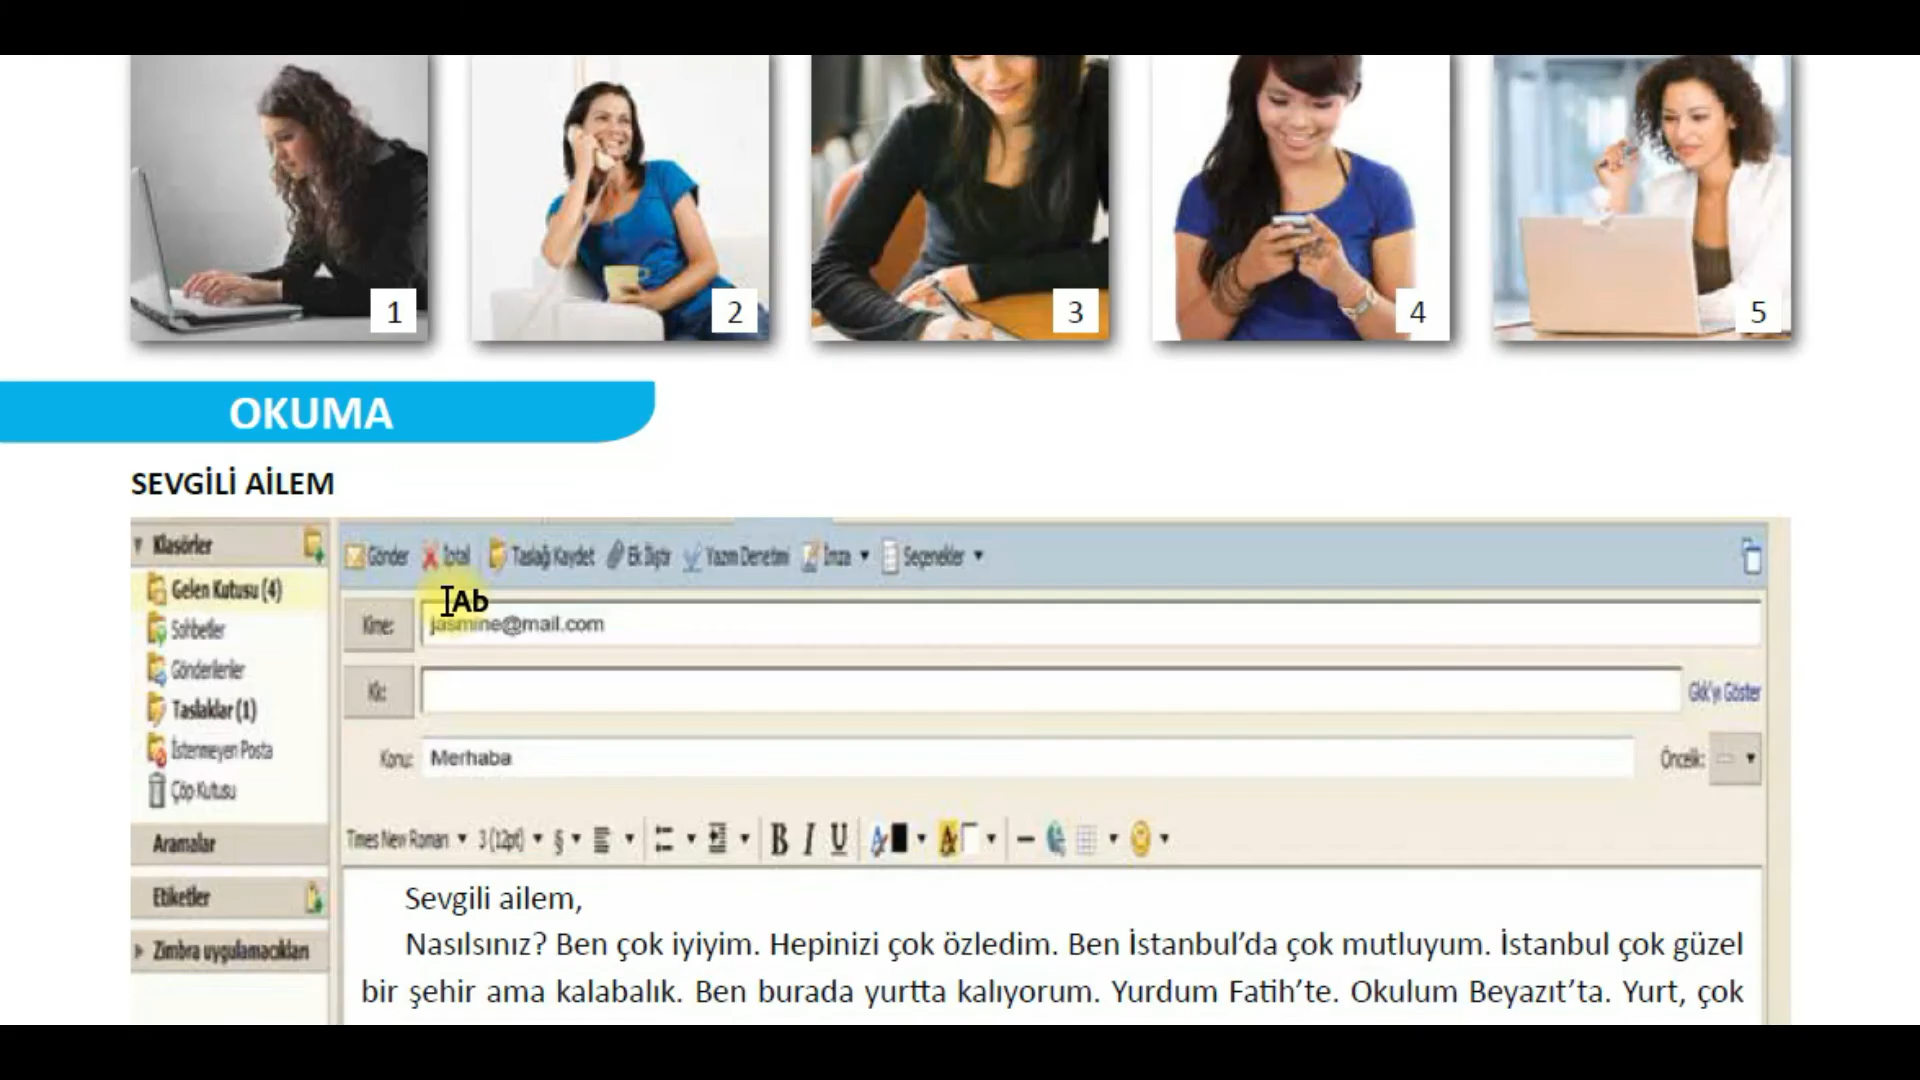 1 2 3 4 5
OKUMA
SEVGİLİ AİLEM
Klasörler
Gelen Kutusu (4)
Sohbetler
Gönderilenler
Taslaklar (1)
İstenmeyen Posta
Çöp Kutusu
Aramalar
Etiketler
Zimbra uygulamacıkları
Gönder İptal Taslağı Kaydet Ek İliştir Yazım Denetimi İmza Seçenekler
Ab
Kime: jasmine@mail.com
Kk: Gkk'yı Göster
Konu: Merhaba Öncelik:
Times New Roman 3 (12pt) § B I U
Sevgili ailem,
Nasılsınız? Ben çok iyiyim. Hepinizi çok özledim. Ben İstanbul’da çok mutluyum. İstanbul çok güzel
bir şehir ama kalabalık. Ben burada yurtta kalıyorum. Yurdum Fatih’te. Okulum Beyazıt’ta. Yurt, çok